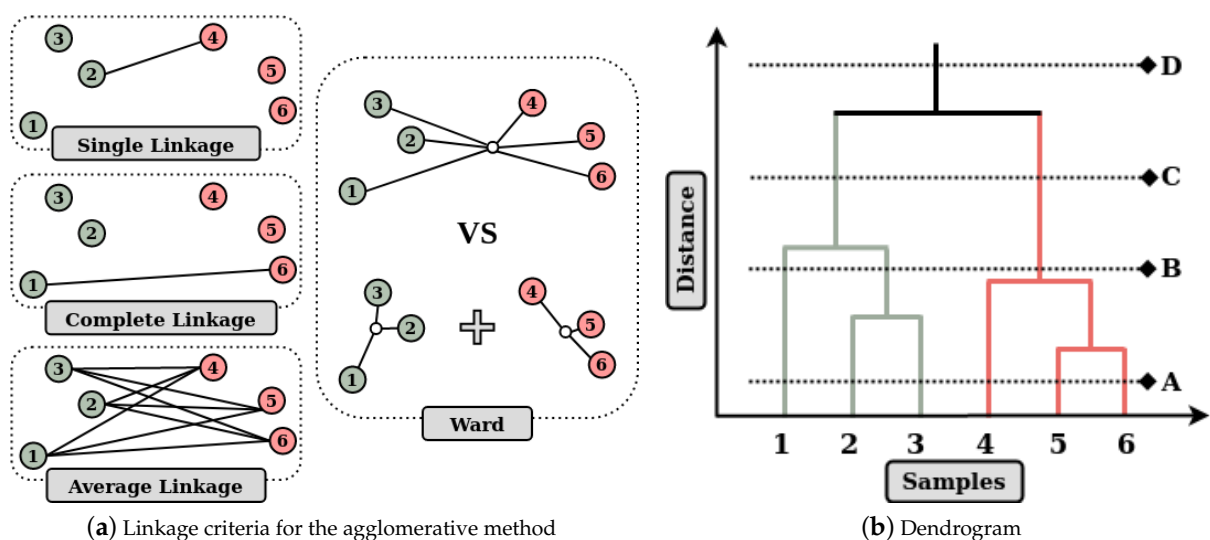 3
4
2
5
6
1
Single Linkage
3
4
2
5
6
1
Complete Linkage
3
4
2
5
6
1
Average Linkage
3
4
2
5
6
1
VS
3
4
2
5
6
1
Ward
(a) Linkage criteria for the agglomerative method
Distance
D
C
B
A
1 2 3 4 5 6
Samples
(b) Dendrogram